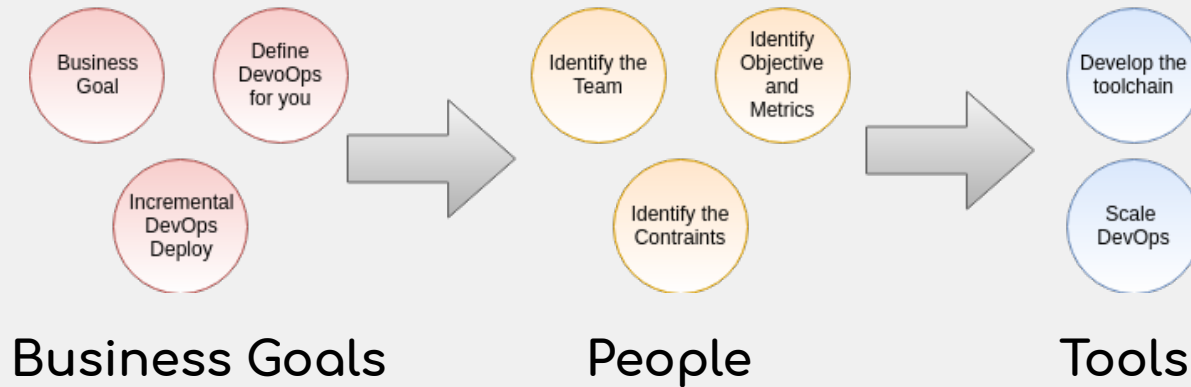 Business
Goal
Define
DevoOps
for you
Incremental
DevOps
Deploy
Identify the
Team
Identify
Objective
and
Metrics
Identify the
Contraints
Develop the
toolchain
Scale
DevOps
Business Goals
People
Tools